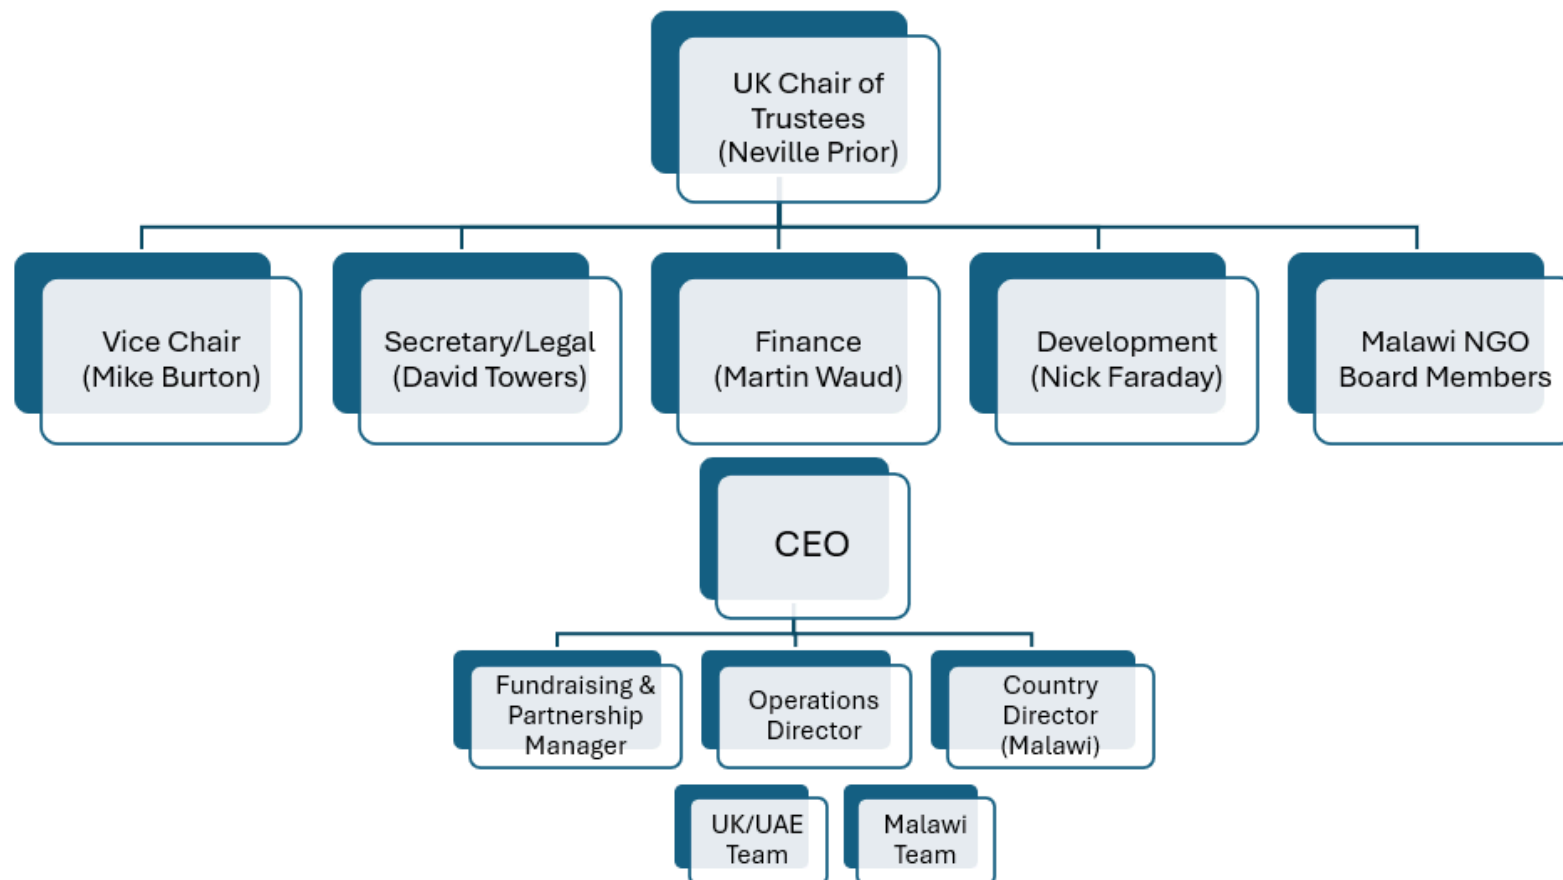 UK Chair of
Trustees
(Neville Prior)
Vice Chair
(Mike Burton)
Secretary/Legal
(David Towers)
Finance
(Martin Waud)
Development
(Nick Faraday)
Malawi NGO
Board Members
CEO
Fundraising &
Partnership
Manager
Operations
Director
Country
Director
(Malawi)
UK/UAE
Team
Malawi
Team